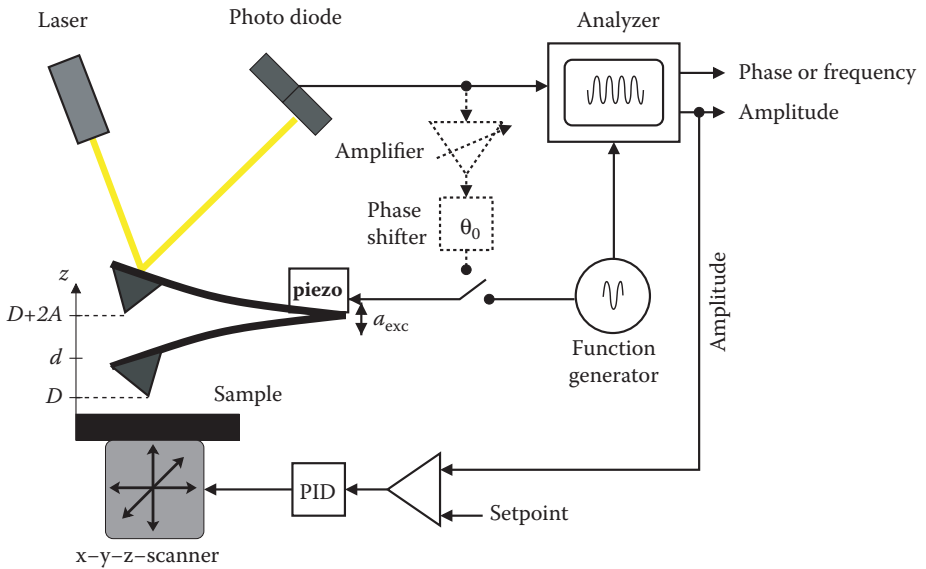 Laser
Photo diode
Analyzer
Phase or frequency
Amplitude
Amplifier
Phase
shifter
θ0
z
piezo
D+2A
aexc
d
D
Function
generator
Amplitude
Sample
PID
Setpoint
x–y–z–scanner